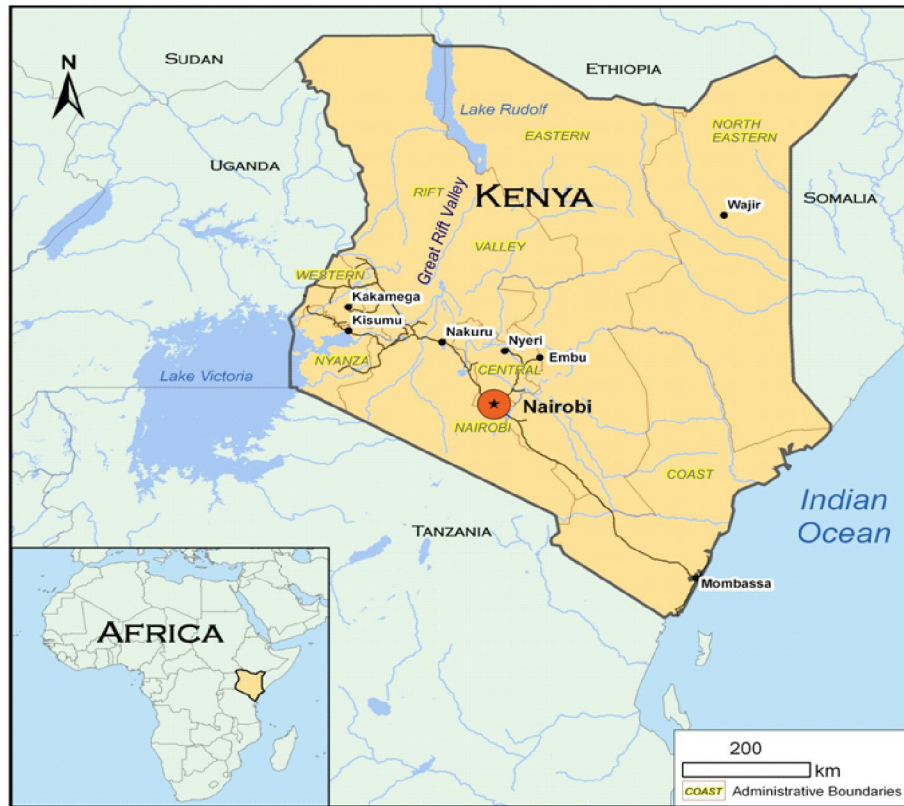 N
SUDAN
ETHIOPIA
Lake Rudolf
EASTERN
NORTH
EASTERN
UGANDA
RIFT
KENYA
Wajir
SOMALIA
Great Rift Valley
VALLEY
WESTERN
Kakamega
Kisumu
Nakuru
Nyeri
Embu
NYANZA
CENTRAL
Lake Victoria
Nairobi
NAIROBI
COAST
Indian
Ocean
TANZANIA
Mombassa
AFRICA
200
km
COAST Administrative Boundaries